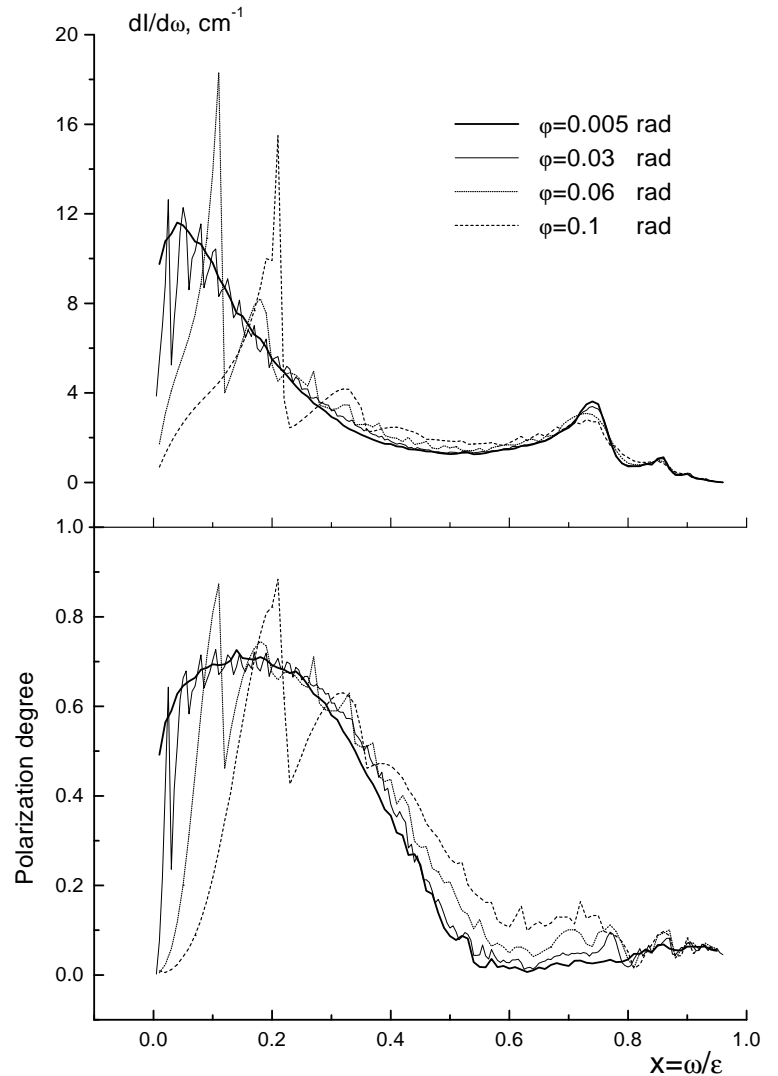 dI/dω, cm⁻¹
20
16
12
8
4
0
φ=0.005 rad
φ=0.03 rad
φ=0.06 rad
φ=0.1 rad
1.0
0.8
0.6
0.4
0.2
0.0
Polarization degree
0.0 0.2 0.4 0.6 0.8 1.0
x=ω/ε